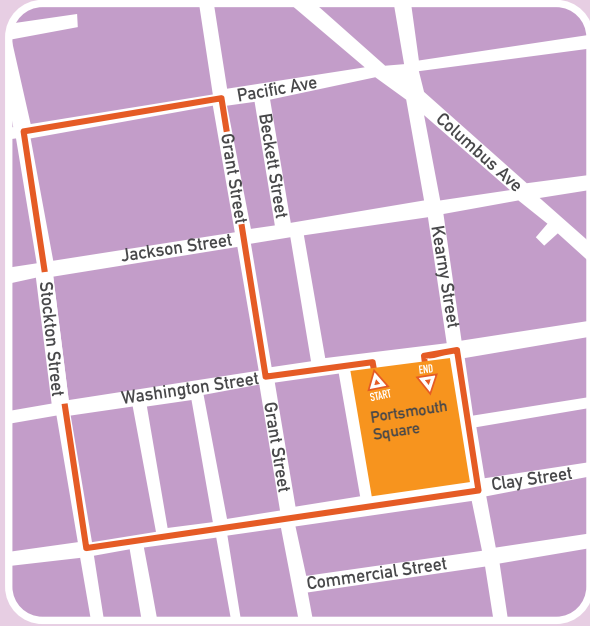 Pacific Ave
Columbus Ave
Beckett Street
Grant Street
Jackson Street
Kearny Street
Stockton Street
END
START
Washington Street
Portsmouth
Square
Grant Street
Clay Street
Commercial Street